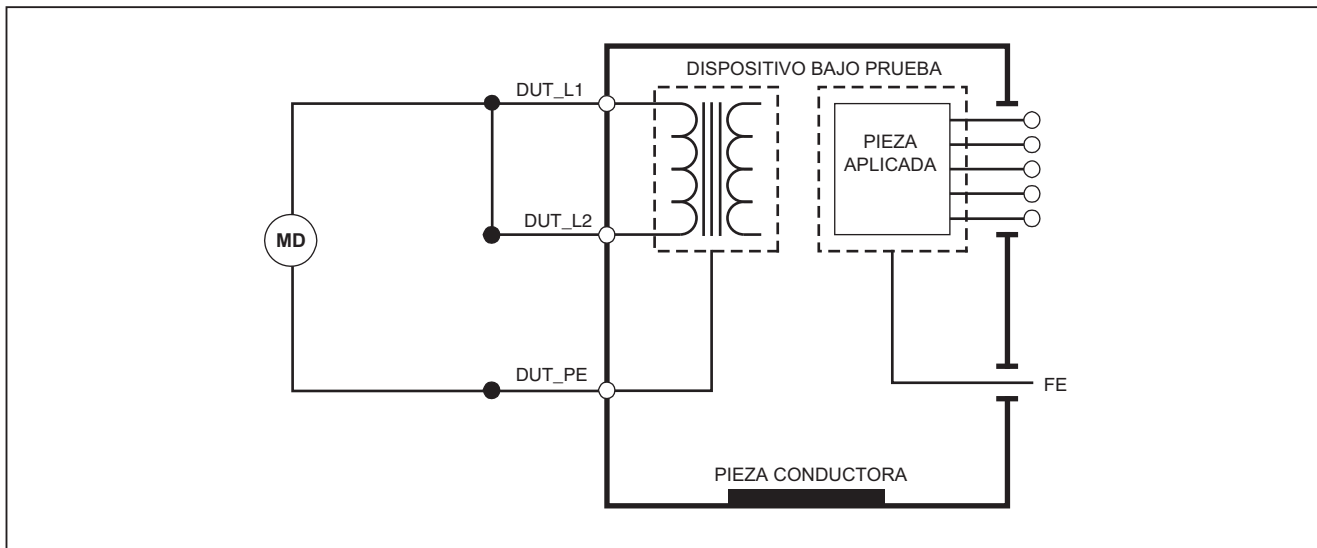 DISPOSITIVO BAJO PRUEBA
DUT_L1
PIEZA
APLICADA
DUT_L2
MD
DUT_PE
FE
PIEZA CONDUCTORA